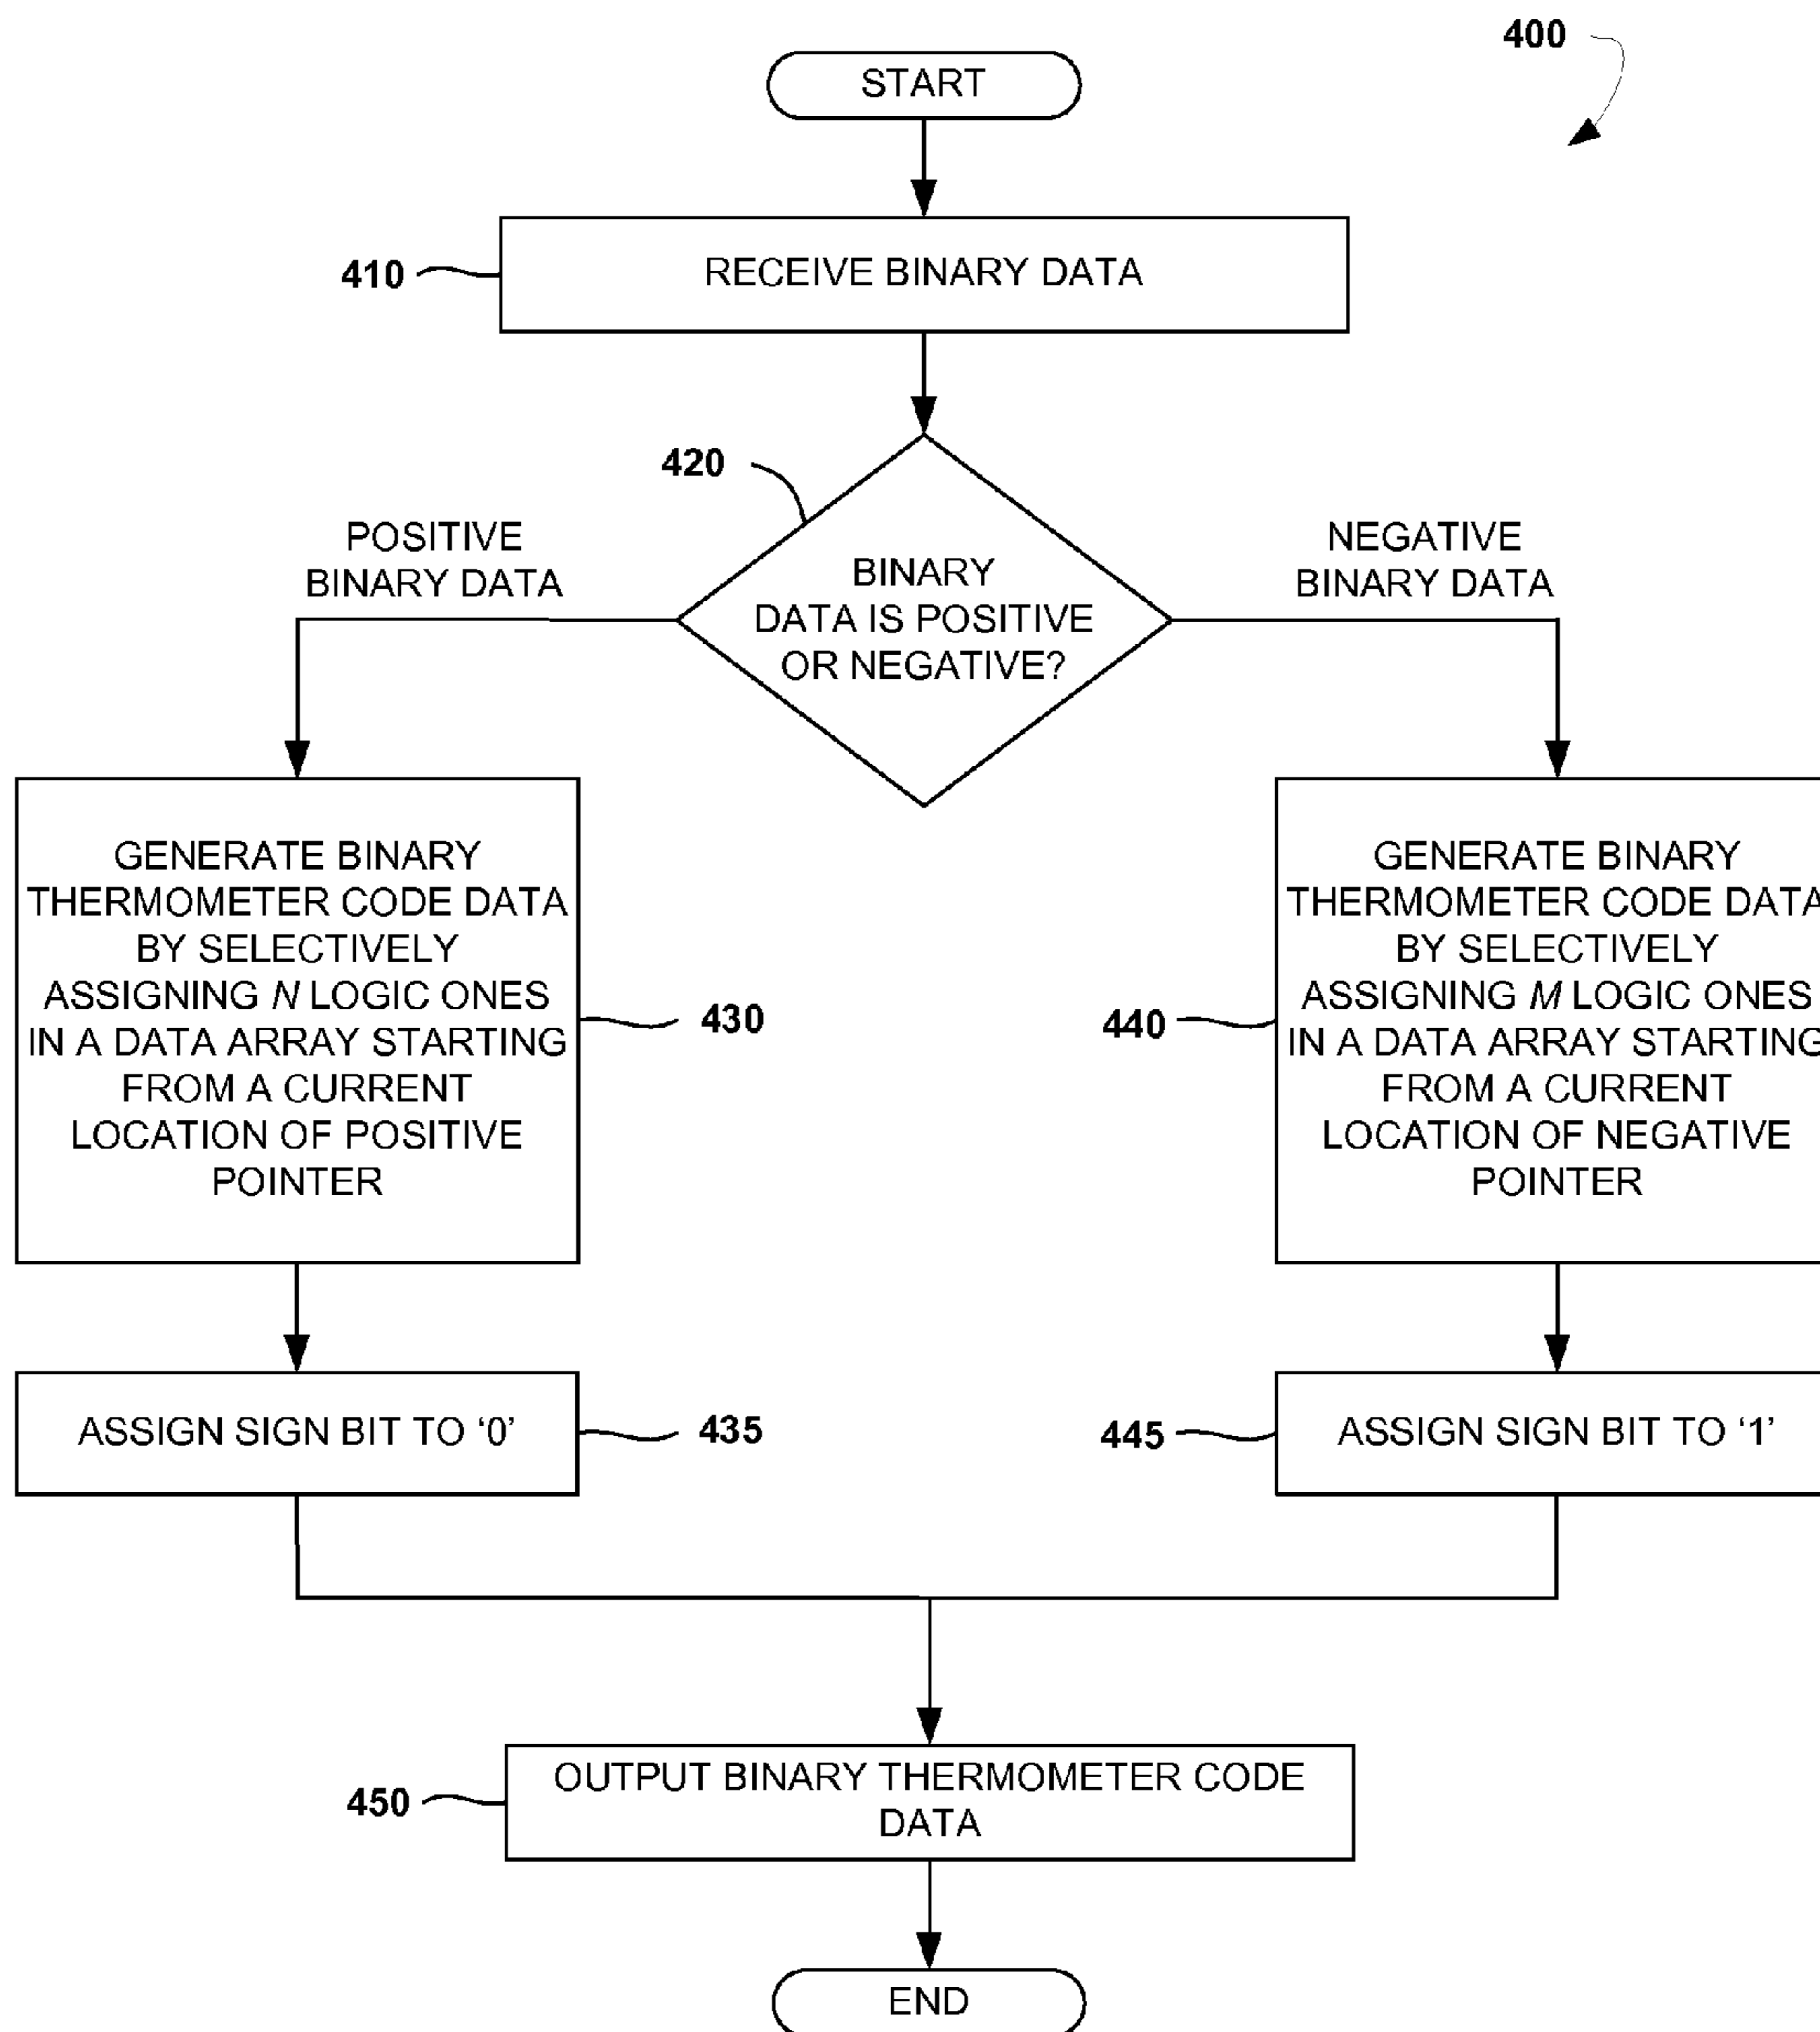 400
START
410
RECEIVE BINARY DATA
420
POSITIVE
BINARY DATA
BINARY
DATA IS POSITIVE
OR NEGATIVE?
NEGATIVE
BINARY DATA
GENERATE BINARY
THERMOMETER CODE DATA
BY SELECTIVELY
ASSIGNING N LOGIC ONES
IN A DATA ARRAY STARTING
FROM A CURRENT
LOCATION OF POSITIVE
POINTER
430
440
GENERATE BINARY
THERMOMETER CODE DATA
BY SELECTIVELY
ASSIGNING M LOGIC ONES
IN A DATA ARRAY STARTING
FROM A CURRENT
LOCATION OF NEGATIVE
POINTER
ASSIGN SIGN BIT TO ‘0’
435
445
ASSIGN SIGN BIT TO ‘1’
450
OUTPUT BINARY THERMOMETER CODE
DATA
END